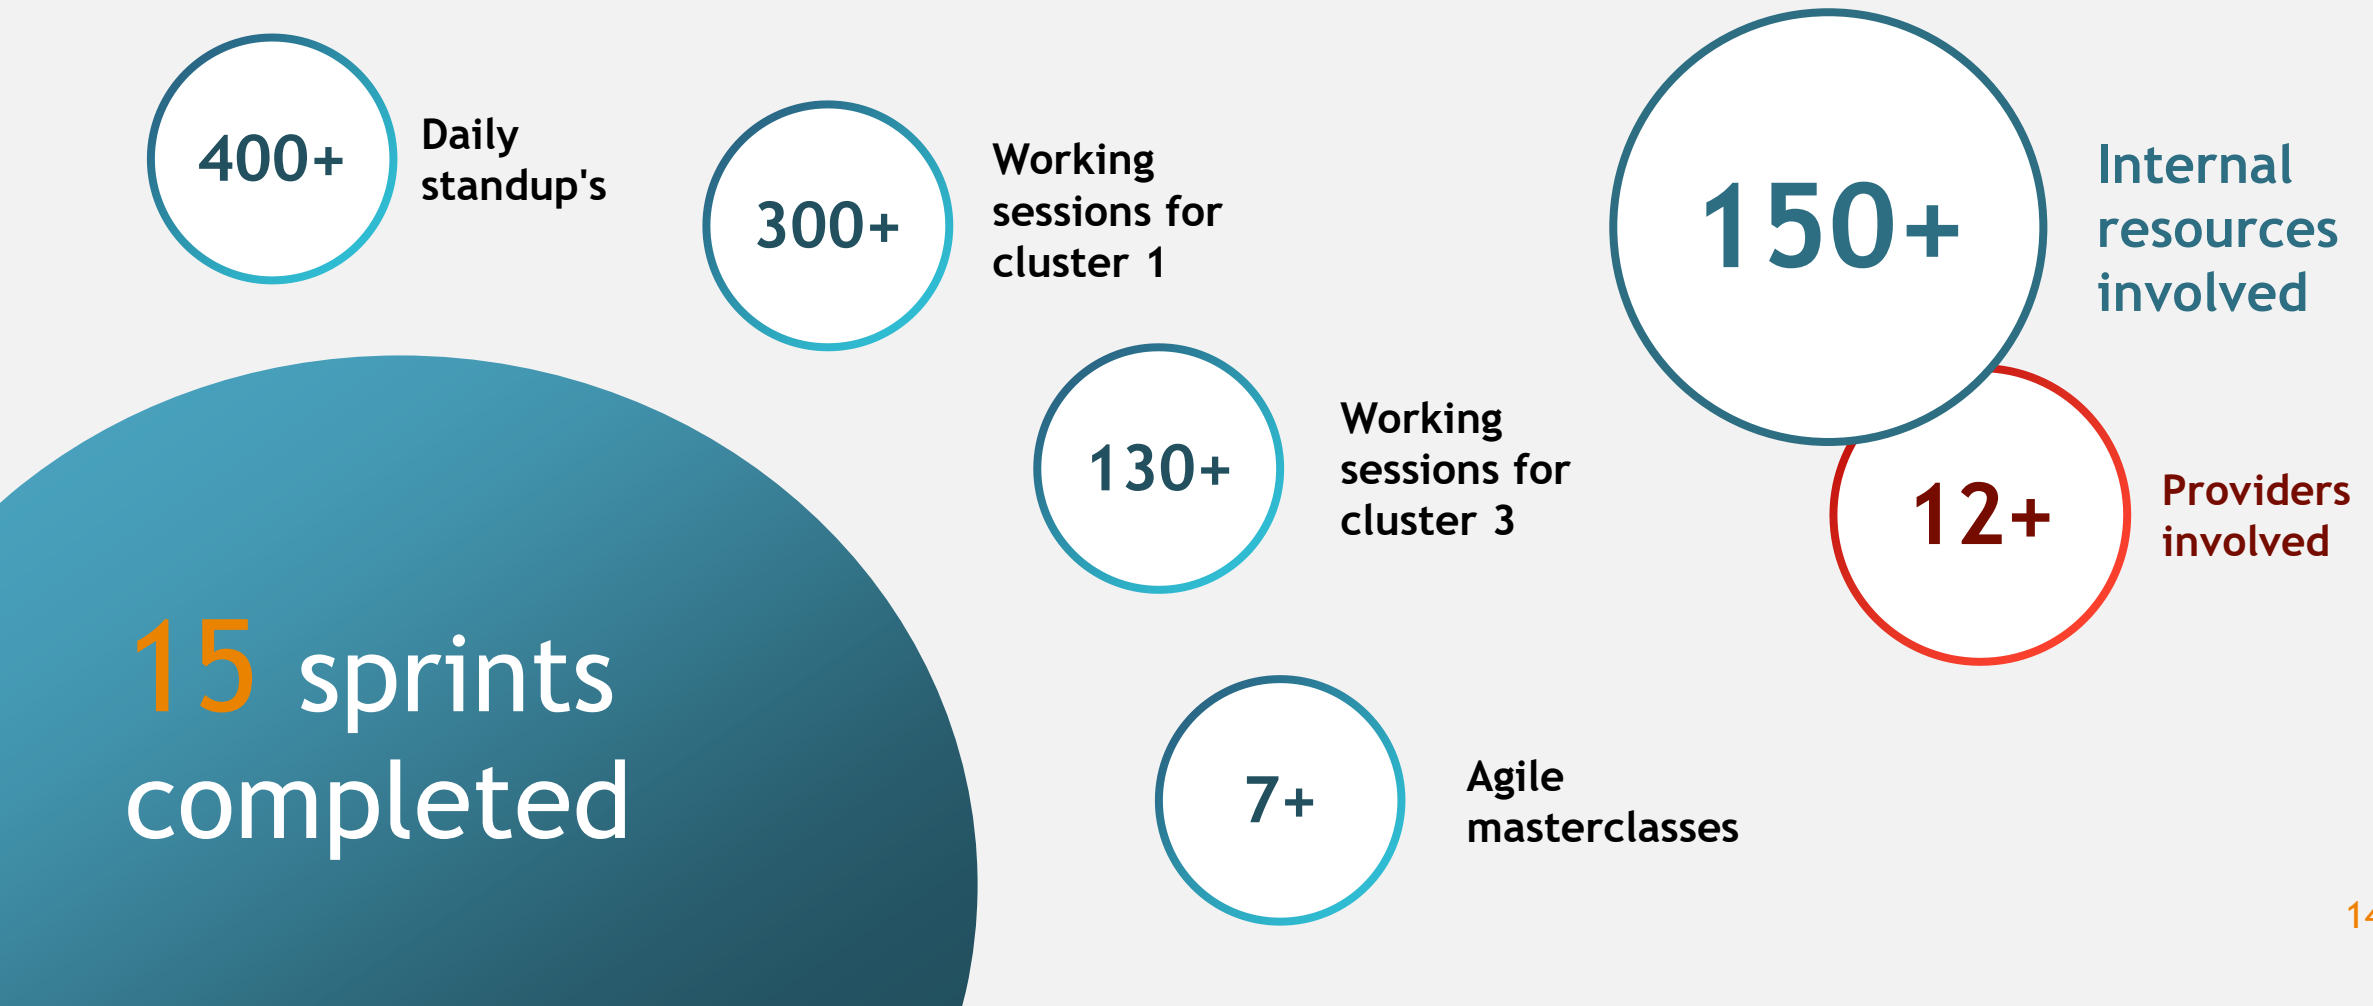 400+
Daily
standup's
300+
Working
sessions for
cluster 1
130+
Working
sessions for
cluster 3
7+
Agile
masterclasses
150+
Internal
resources
involved
12+
Providers
involved
15 sprints
completed